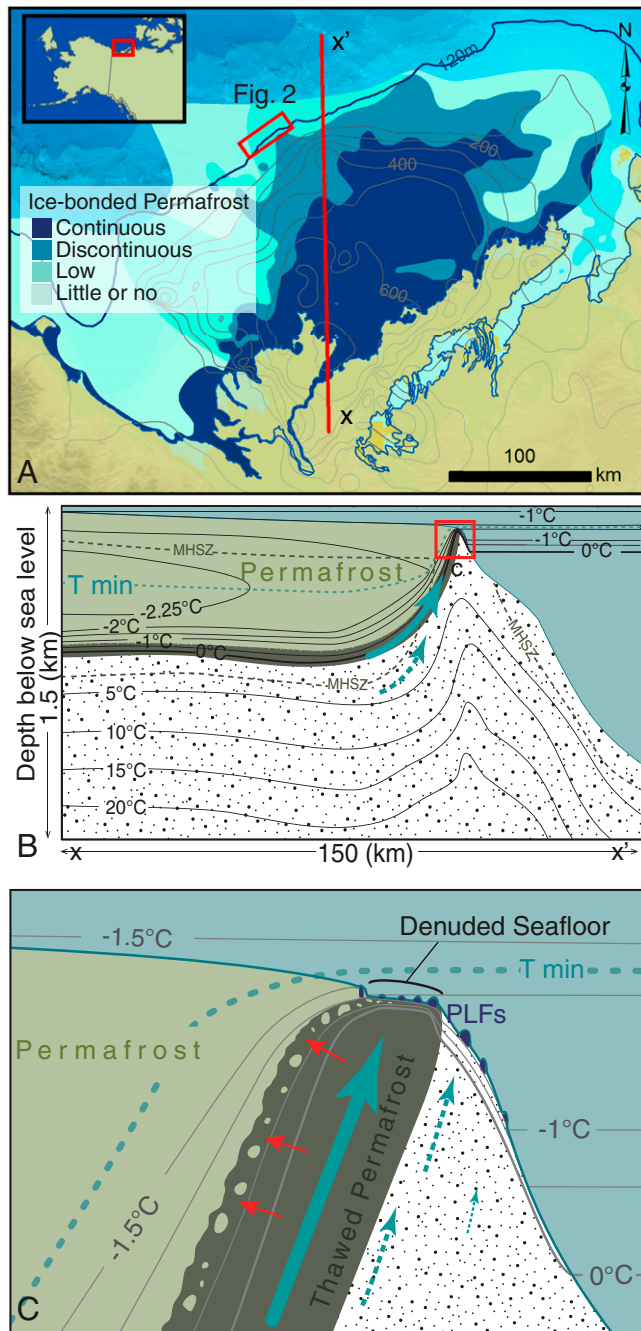 x'
N
120m
Fig. 2
200
400
Ice-bonded Permafrost
Continuous
Discontinuous
Low
Little or no
600
x
100
km
A
Depth below sea level
1.5 (km)
-1°C
MHSZ
-1°C
0°C
Permafrost
T min
C
-2.25°C
-2°C
-1°C
0°C
MHSZ
MHSZ
5°C
10°C
15°C
20°C
B
x
150 (km)
x'
Denuded Seafloor
-1.5°C
T min
PLFs
Permafrost
Thawed Permafrost
-1°C
-1.5°C
0°C
C